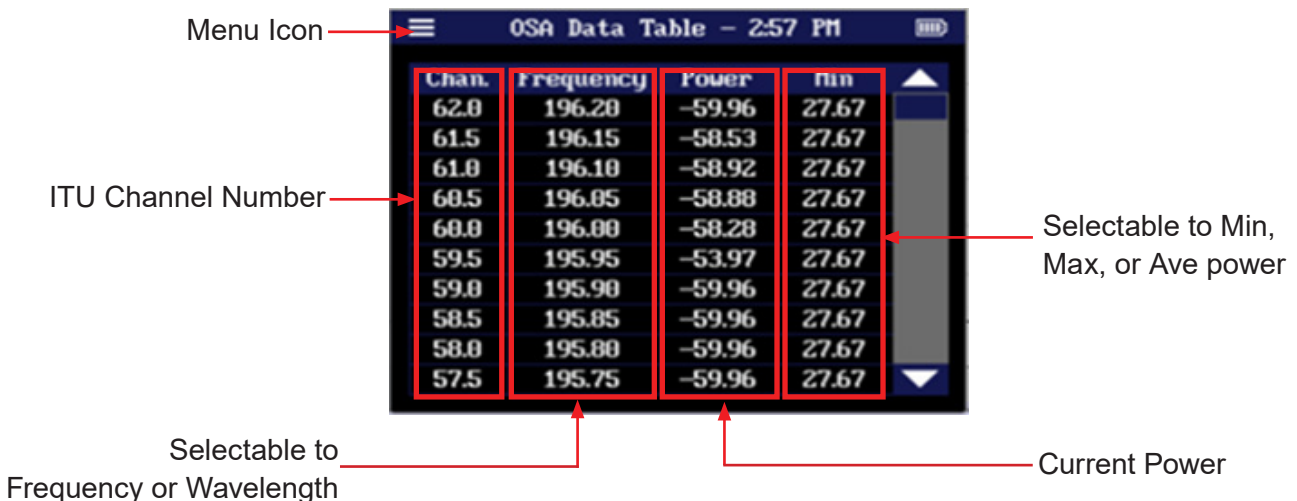 Menu Icon
OSA Data Table - 2:57 PM
Chan. Frequency Power Min
62.0 196.20 -59.96 27.67
61.5 196.15 -58.53 27.67
61.0 196.10 -58.92 27.67
60.5 196.05 -58.88 27.67
60.0 196.00 -58.28 27.67
59.5 195.95 -53.97 27.67
59.0 195.90 -59.96 27.67
58.5 195.85 -59.96 27.67
58.0 195.80 -59.96 27.67
57.5 195.75 -59.96 27.67
ITU Channel Number
Selectable to Min,
Max, or Ave power
Selectable to
Frequency or Wavelength
Current Power